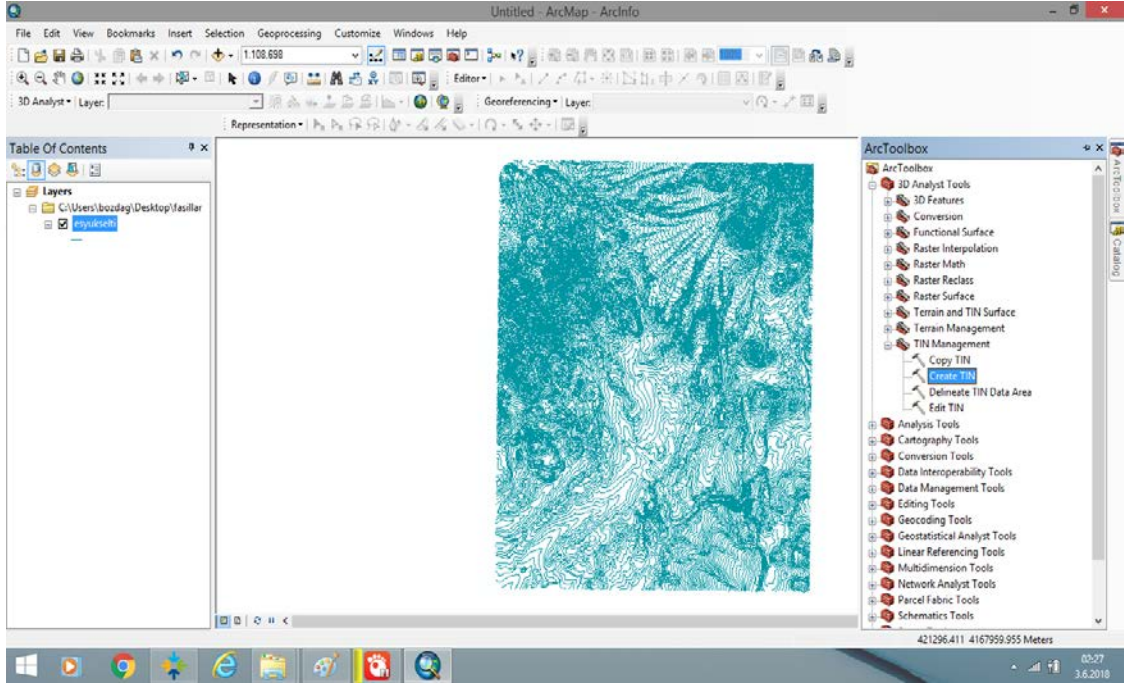 Untitled - ArcMap - ArcInfo
File Edit View Bookmarks Insert Selection Geoprocessing Customize Windows Help
1:108.698
Editor
3D Analyst Layer: Georeferencing Layer:
Representation
Table Of Contents
Layers
C:\Users\bozdag\Desktop\fasillar
esyukselti
ArcToolbox
ArcToolbox
3D Analyst Tools
3D Features
Conversion
Functional Surface
Raster Interpolation
Raster Math
Raster Reclass
Raster Surface
Terrain and TIN Surface
Terrain Management
TIN Management
Copy TIN
Create TIN
Delineate TIN Data Area
Edit TIN
Analysis Tools
Cartography Tools
Conversion Tools
Data Interoperability Tools
Data Management Tools
Editing Tools
Geocoding Tools
Geostatistical Analyst Tools
Linear Referencing Tools
Multidimension Tools
Network Analyst Tools
Parcel Fabric Tools
Schematics Tools
ArcToolbox
Catalog
421296.411 4167959.955 Meters
02:27
3.6.2018